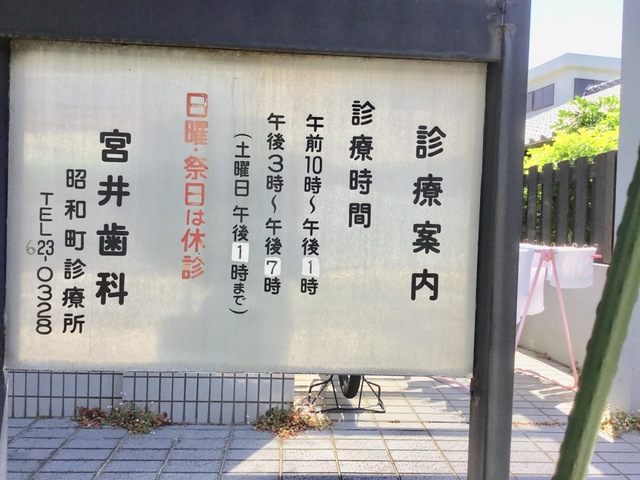 診療案内
診療時間
午前10時〜午後1時
午後3時〜午後7時
(土曜日 午後1時まで)
日曜・祭日は休診
宮井歯科
昭和町診療所
TEL 623-0328